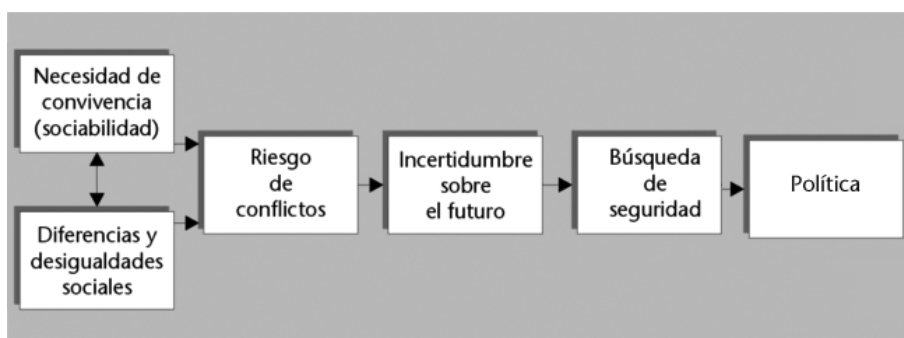 Necesidad de
convivencia
(sociabilidad)
Diferencias y
desigualdades
sociales
Riesgo
de
conflictos
Incertidumbre
sobre
el futuro
Búsqueda
de
seguridad
Política